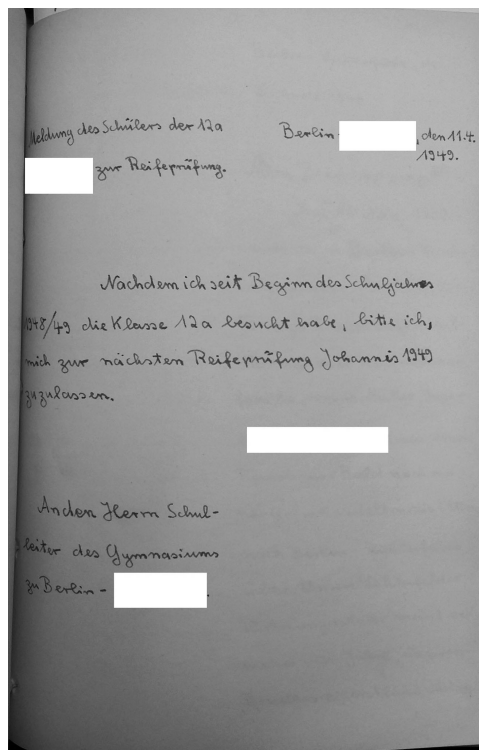 Meldung des Schülers der 12a
Berlin- , den 11.4.
1949.
zur Reifeprüfung.
Nachdem ich seit Beginn des Schuljahres
1948/49 die Klasse 12a besucht habe, bitte ich,
mich zur nächsten Reifeprüfung Johannis 1949
zuzulassen.
An den Herrn Schul-
leiter des Gymnasiums
zu Berlin- .